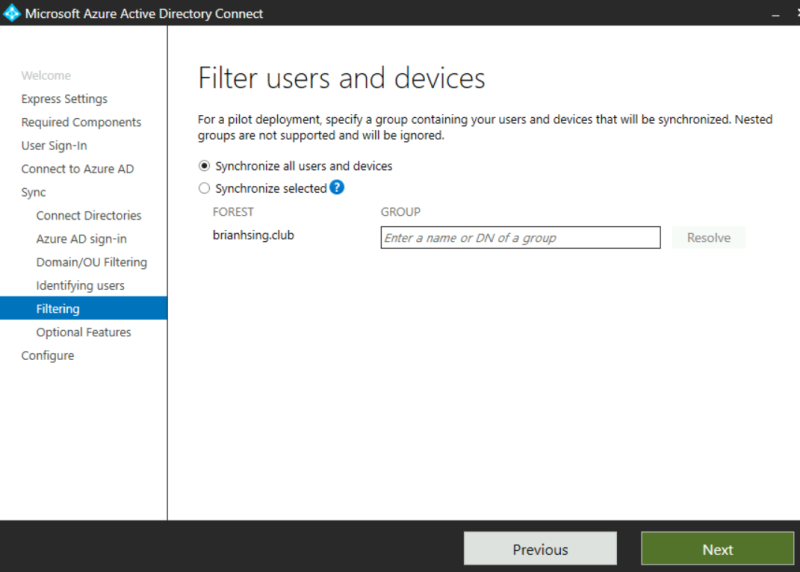 Microsoft Azure Active Directory Connect
Welcome
Express Settings
Required Components
User Sign-In
Connect to Azure AD
Sync
Connect Directories
Azure AD sign-in
Domain/OU Filtering
Identifying users
Filtering
Optional Features
Configure
Filter users and devices
For a pilot deployment, specify a group containing your users and devices that will be synchronized. Nested
groups are not supported and will be ignored.
Synchronize all users and devices
Synchronize selected ?
FOREST GROUP
brianhsing.club Enter a name or DN of a group Resolve
Previous Next